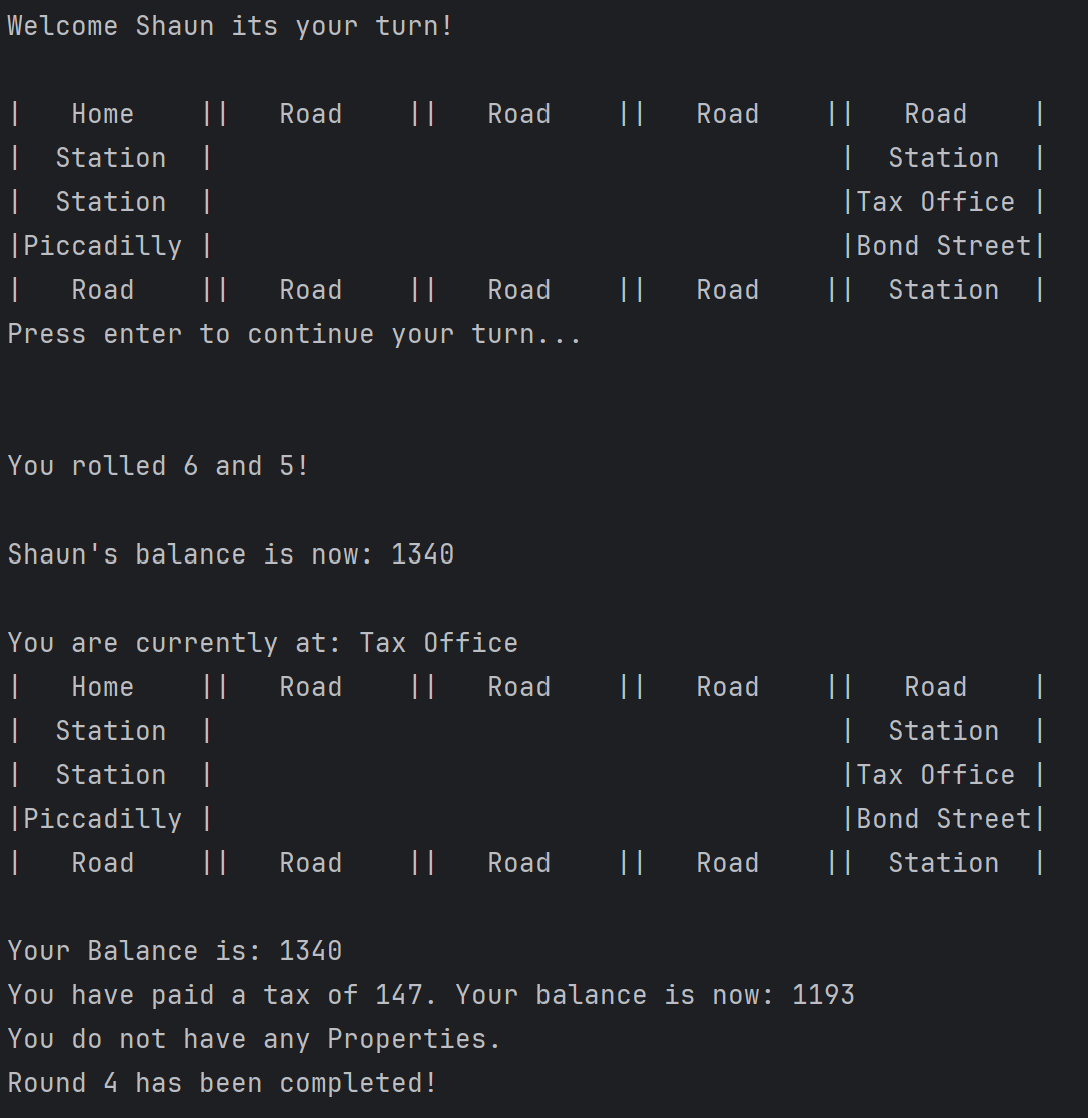 Welcome Shaun its your turn!
|   Home    ||   Road    ||   Road    ||   Road    ||   Road    |
|  Station  |                                       |  Station  |
|  Station  |                                       |Tax Office |
|Piccadilly |                                       |Bond Street|
|   Road    ||   Road    ||   Road    ||   Road    ||  Station  |
Press enter to continue your turn...
You rolled 6 and 5!
Shaun's balance is now: 1340
You are currently at: Tax Office
|   Home    ||   Road    ||   Road    ||   Road    ||   Road    |
|  Station  |                                       |  Station  |
|  Station  |                                       |Tax Office |
|Piccadilly |                                       |Bond Street|
|   Road    ||   Road    ||   Road    ||   Road    ||  Station  |
Your Balance is: 1340
You have paid a tax of 147. Your balance is now: 1193
You do not have any Properties.
Round 4 has been completed!